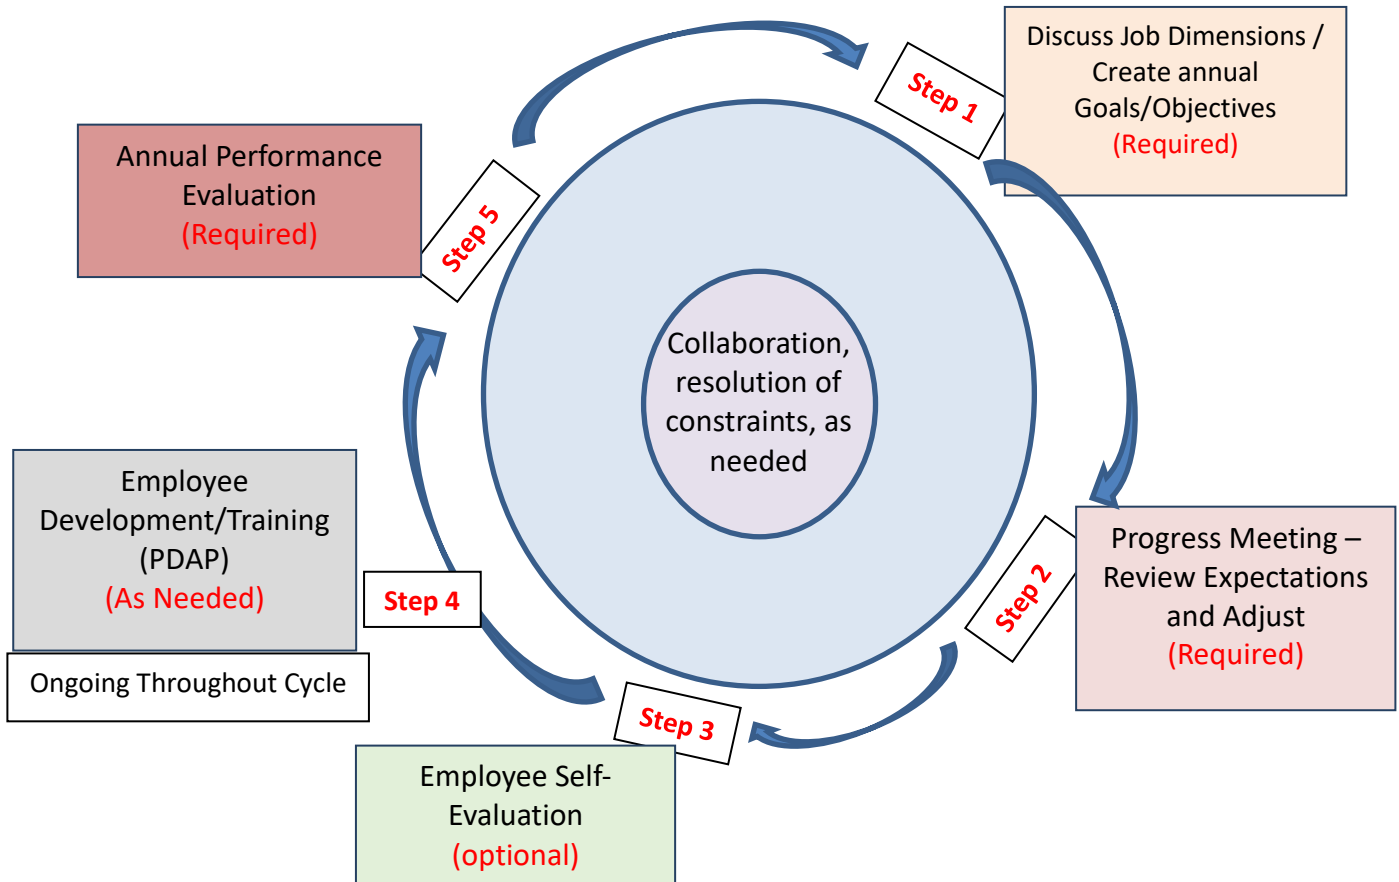 Step 1
Discuss Job Dimensions /
Create annual
Goals/Objectives
(Required)
Step 2
Progress Meeting –
Review Expectations
and Adjust
(Required)
Step 3
Employee Self-
Evaluation
(optional)
Step 4
Employee
Development/Training
(PDAP)
(As Needed)
Ongoing Throughout Cycle
Step 5
Annual Performance
Evaluation
(Required)
Collaboration,
resolution of
constraints, as
needed